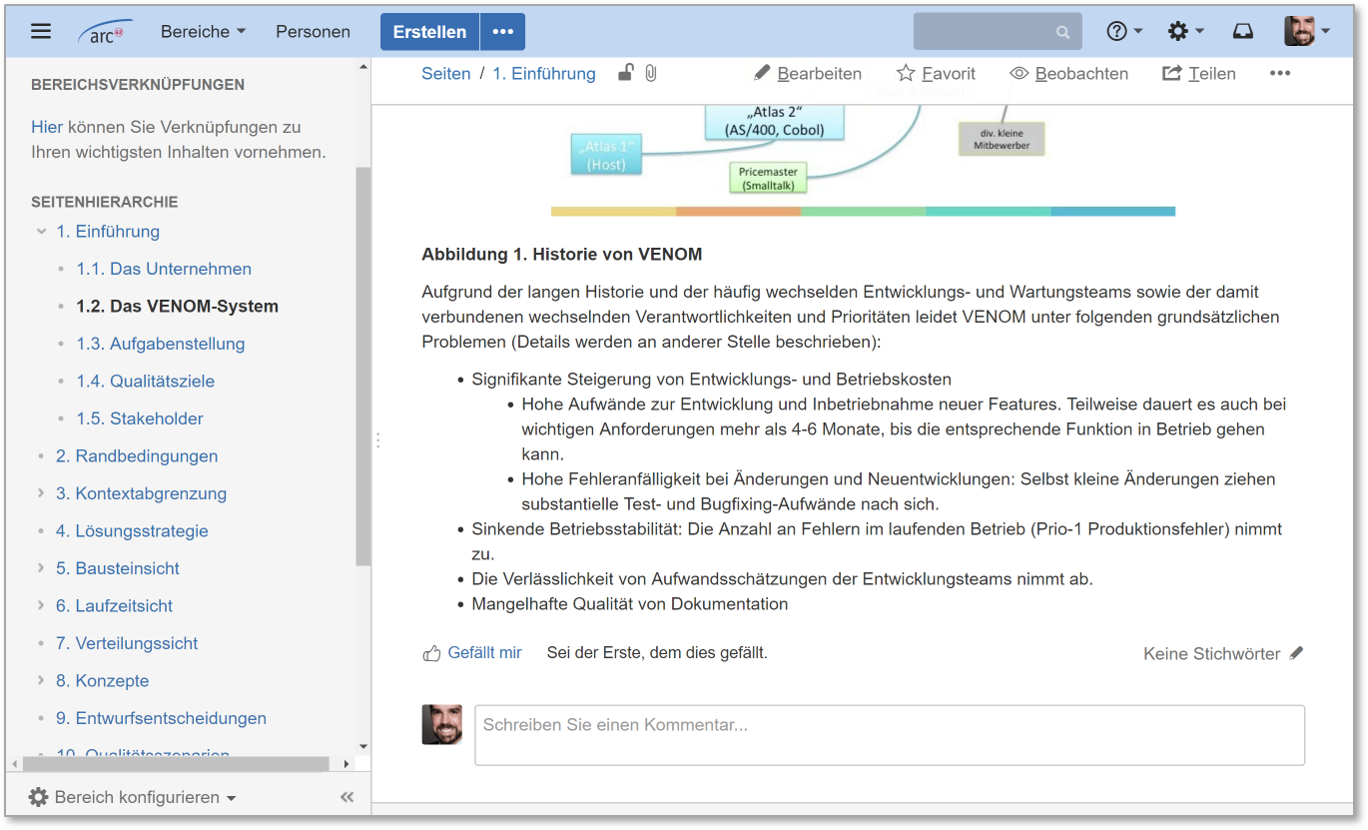 arc42
Bereiche
Personen
Erstellen
BEREICHSVERKNÜPFUNGEN
Hier können Sie Verknüpfungen zu
Ihren wichtigsten Inhalten vornehmen.
SEITENHIERARCHIE
1. Einführung
1.1. Das Unternehmen
1.2. Das VENOM-System
1.3. Aufgabenstellung
1.4. Qualitätsziele
1.5. Stakeholder
2. Randbedingungen
3. Kontextabgrenzung
4. Lösungsstrategie
5. Bausteinsicht
6. Laufzeitsicht
7. Verteilungssicht
8. Konzepte
9. Entwurfsentscheidungen
10. Qualitätsszenarien
Bereich konfigurieren
Seiten / 1. Einführung
Bearbeiten
Favorit
Beobachten
Teilen
„Atlas 2“
(AS/400, Cobol)
„Atlas 1“
(Host)
div. kleine
Mitbewerber
Pricemaster
(Smalltalk)
Abbildung 1. Historie von VENOM
Aufgrund der langen Historie und der häufig wechselden Entwicklungs- und Wartungsteams sowie der damit
verbundenen wechselnden Verantwortlichkeiten und Prioritäten leidet VENOM unter folgenden grundsätzlichen
Problemen (Details werden an anderer Stelle beschrieben):
• Signifikante Steigerung von Entwicklungs- und Betriebskosten
• Hohe Aufwände zur Entwicklung und Inbetriebnahme neuer Features. Teilweise dauert es auch bei
wichtigen Anforderungen mehr als 4-6 Monate, bis die entsprechende Funktion in Betrieb gehen
kann.
• Hohe Fehleranfälligkeit bei Änderungen und Neuentwicklungen: Selbst kleine Änderungen ziehen
substantielle Test- und Bugfixing-Aufwände nach sich.
• Sinkende Betriebsstabilität: Die Anzahl an Fehlern im laufenden Betrieb (Prio-1 Produktionsfehler) nimmt
zu.
• Die Verlässlichkeit von Aufwandsschätzungen der Entwicklungsteams nimmt ab.
• Mangelhafte Qualität von Dokumentation
Gefällt mir
Sei der Erste, dem dies gefällt.
Keine Stichwörter
Schreiben Sie einen Kommentar...